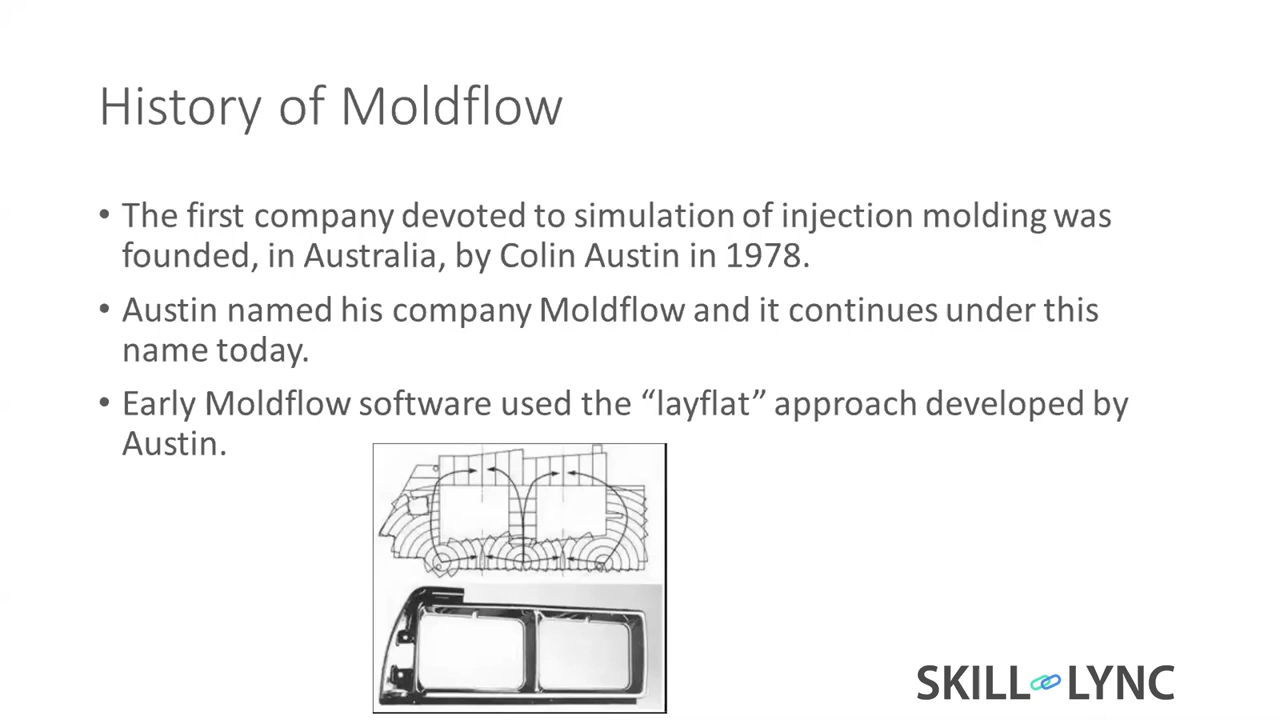 History of Moldflow
• The first company devoted to simulation of injection molding was
founded, in Australia, by Colin Austin in 1978.
• Austin named his company Moldflow and it continues under this
name today.
• Early Moldflow software used the “layflat” approach developed by
Austin.
SKILL LYNC